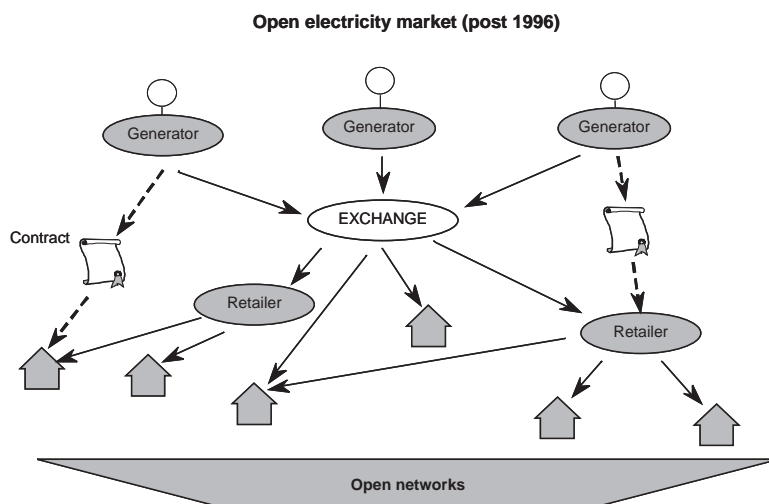 Open electricity market (post 1996)
Generator
Generator
Generator
EXCHANGE
Contract
Retailer
Retailer
Open networks